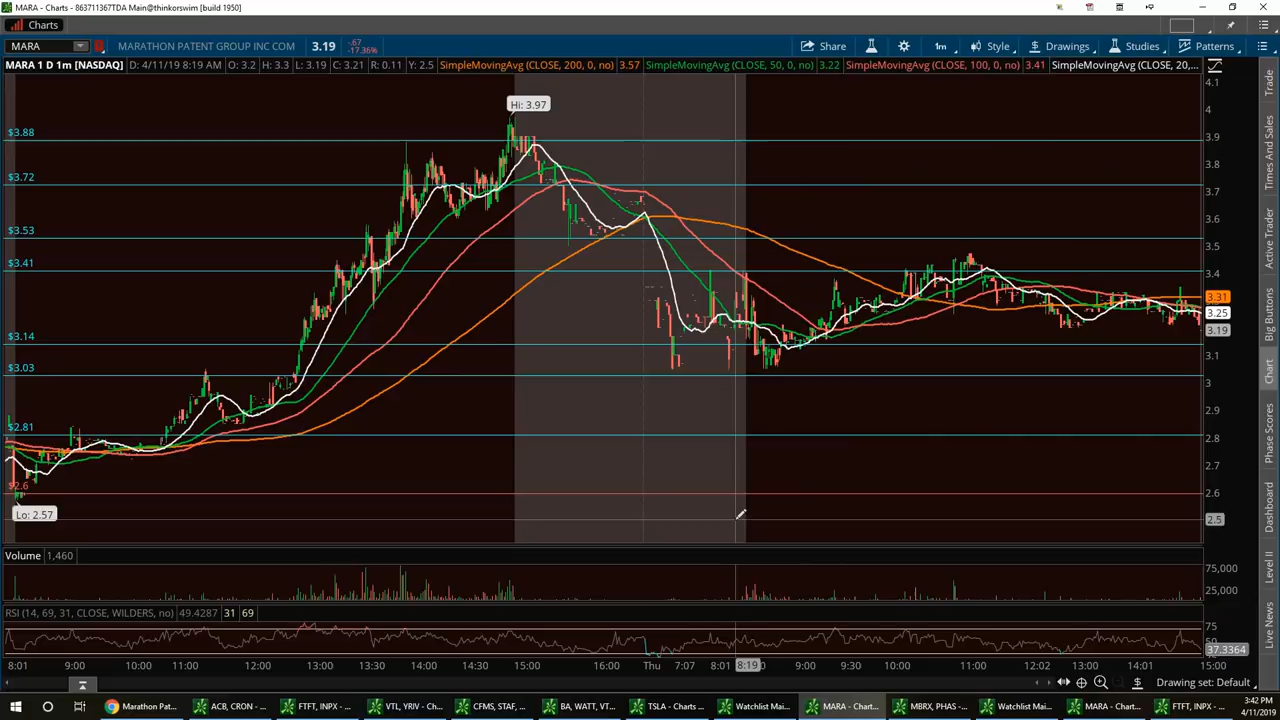 MARA - Charts - 863711367TDA Main@thinkorswim [build 1950]
Charts
MARA MARATHON PATENT GROUP INC COM 3.19 .67 -17.36% Share 1m Style Drawings Studies Patterns
MARA 1 D 1m [NASDAQ] D: 4/11/19 8:19 AM O: 3.2 H: 3.3 L: 3.19 C: 3.21 R: 0.11 Y: 2.5 SimpleMovingAvg (CLOSE, 200, 0, no) 3.57 SimpleMovingAvg (CLOSE, 50, 0, no) 3.22 SimpleMovingAvg (CLOSE, 100, 0, no) 3.41 SimpleMovingAvg (CLOSE, 20,...
4.1
Hi: 3.97
4
$3.88
3.9
3.8
$3.72
3.7
3.6
$3.53
3.5
$3.41
3.4
3.31
3.25
3.19
$3.14
3.1
$3.03
3
2.9
$2.81
2.8
2.7
$2.6
2.6
Lo: 2.57
2.5
Volume 1,460
75,000
25,000
RSI (14, 69, 31, CLOSE, WILDERS, no) 49.4287 31 69
75
50
37.3364
8:01 9:00 10:00 11:00 12:00 13:00 13:30 14:00 14:30 15:00 16:00 Thu 7:07 8:01 8:19 9:00 9:30 10:00 11:00 12:02 13:00 14:01 15:00
Drawing set: Default
Trade
Times And Sales
Active Trader
Big Buttons
Chart
Phase Scores
Dashboard
Level II
Live News
Marathon Pat... ACB, CRON - ... FTFT, INPX - ... VTL, YRIV - C... CFMS, STAF, ... BA, WATT, VT... TSLA - Charts ... Watchlist Mai... MARA - Chart... MBRX, PHAS - ... Watchlist Mai... MARA - Chart... FTFT, INPX - ...
3:42 PM
4/11/2019